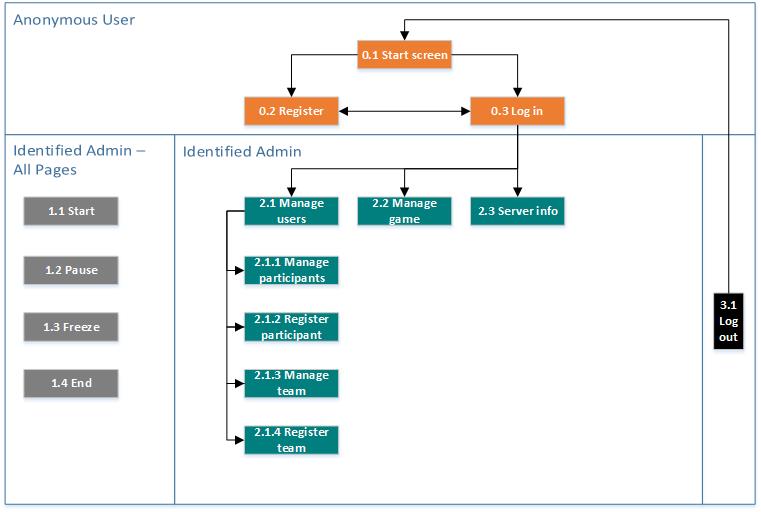 Anonymous User
0.1 Start screen
0.2 Register
0.3 Log in
Identified Admin –
All Pages
1.1 Start
1.2 Pause
1.3 Freeze
1.4 End
Identified Admin
2.1 Manage
users
2.2 Manage
game
2.3 Server info
2.1.1 Manage
participants
2.1.2 Register
participant
2.1.3 Manage
team
2.1.4 Register
team
3.1
Log
out